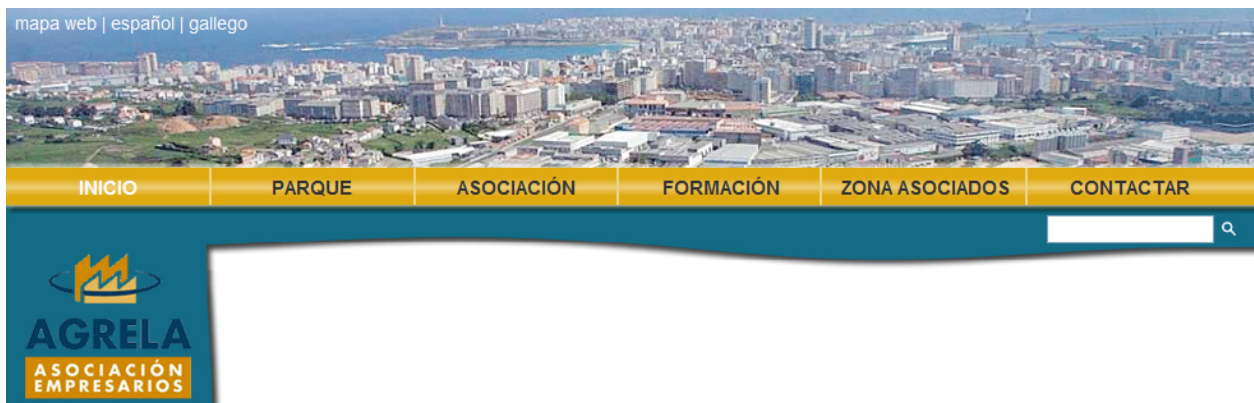 mapa web | español | gallego
INICIO PARQUE ASOCIACIÓN FORMACIÓN ZONA ASOCIADOS CONTACTAR
AGRELA
ASOCIACIÓN
EMPRESARIOS